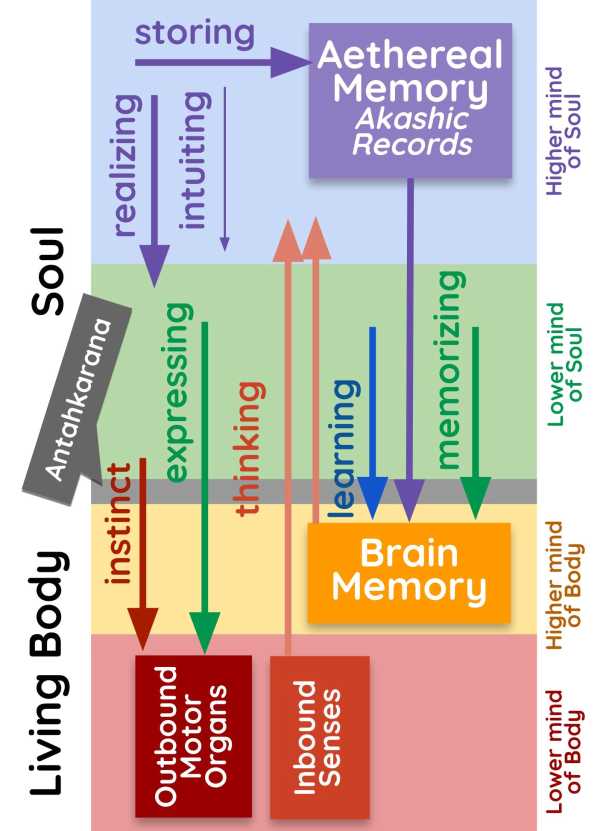 Living Body
Soul
Antahkarana
instinct
realizing
Outbound
Motor
Organs
expressing
intuiting
storing
thinking
Inbound
Senses
Brain
Memory
learning
Aethereal
Memory
Akashic
Records
memorizing
Lower mind
of Body
Higher mind
of Body
Lower mind
of Soul
Higher mind
of Soul